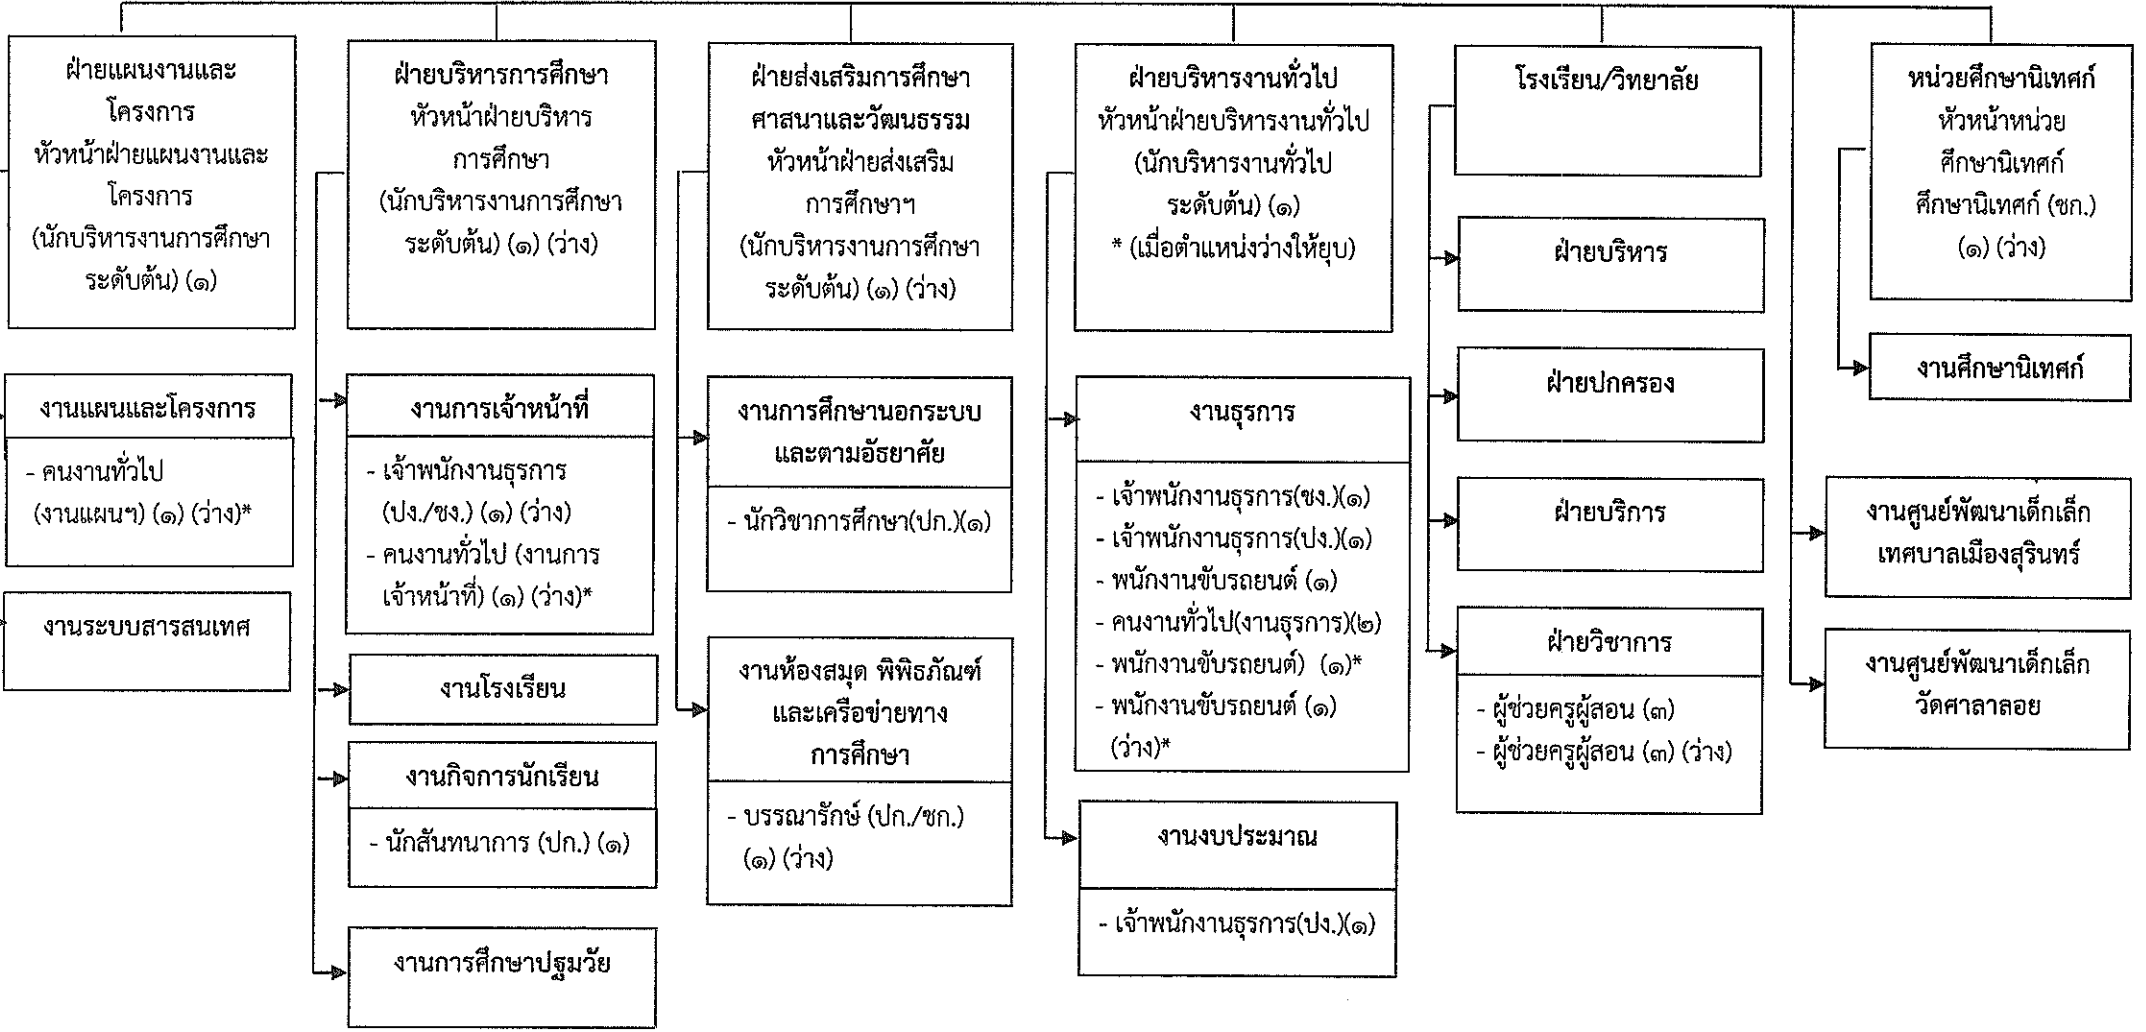 ฝ่ายแผนงานและ
โครงการ
หัวหน้าฝ่ายแผนงานและ
โครงการ
(นักบริหารงานการศึกษา
ระดับต้น) (๑)
งานแผนและโครงการ
- คนงานทั่วไป
(งานแผนฯ) (๑) (ว่าง)*
งานระบบสารสนเทศ
ฝ่ายบริหารการศึกษา
หัวหน้าฝ่ายบริหาร
การศึกษา
(นักบริหารงานการศึกษา
ระดับต้น) (๑) (ว่าง)
งานการเจ้าหน้าที่
- เจ้าพนักงานธุรการ
(ปง./ชง.) (๑) (ว่าง)
- คนงานทั่วไป (งานการ
เจ้าหน้าที่) (๑) (ว่าง)*
งานโรงเรียน
งานกิจการนักเรียน
- นักสันทนาการ (ปก.) (๑)
งานการศึกษาปฐมวัย
ฝ่ายส่งเสริมการศึกษา
ศาสนาและวัฒนธรรม
หัวหน้าฝ่ายส่งเสริม
การศึกษาฯ
(นักบริหารงานการศึกษา
ระดับต้น) (๑) (ว่าง)
งานการศึกษานอกระบบ
และตามอัธยาศัย
- นักวิชาการศึกษา(ปก.)(๑)
งานห้องสมุด พิพิธภัณฑ์
และเครือข่ายทาง
การศึกษา
- บรรณารักษ์ (ปก./ชก.)
(๑) (ว่าง)
ฝ่ายบริหารงานทั่วไป
หัวหน้าฝ่ายบริหารงานทั่วไป
(นักบริหารงานทั่วไป
ระดับต้น) (๑)
* (เมื่อตำแหน่งว่างให้ยุบ)
งานธุรการ
- เจ้าพนักงานธุรการ(ชง.)(๑)
- เจ้าพนักงานธุรการ(ปง.)(๑)
- พนักงานขับรถยนต์ (๑)
- คนงานทั่วไป(งานธุรการ)(๒)
- พนักงานขับรถยนต์) (๑)*
- พนักงานขับรถยนต์ (๑)
(ว่าง)*
งานงบประมาณ
- เจ้าพนักงานธุรการ(ปง.)(๑)
โรงเรียน/วิทยาลัย
ฝ่ายบริหาร
ฝ่ายปกครอง
ฝ่ายบริการ
ฝ่ายวิชาการ
- ผู้ช่วยครูผู้สอน (๓)
- ผู้ช่วยครูผู้สอน (๓) (ว่าง)
หน่วยศึกษานิเทศก์
หัวหน้าหน่วย
ศึกษานิเทศก์
ศึกษานิเทศก์ (ชก.)
(๑) (ว่าง)
งานศึกษานิเทศก์
งานศูนย์พัฒนาเด็กเล็ก
เทศบาลเมืองสุรินทร์
งานศูนย์พัฒนาเด็กเล็ก
วัดศาลาลอย